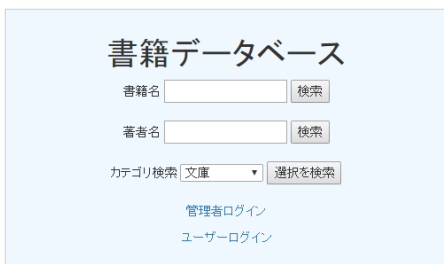 書籍データベース
書籍名 検索
著者名 検索
カテゴリ検索 文庫 選択を検索
管理者ログイン
ユーザーログイン